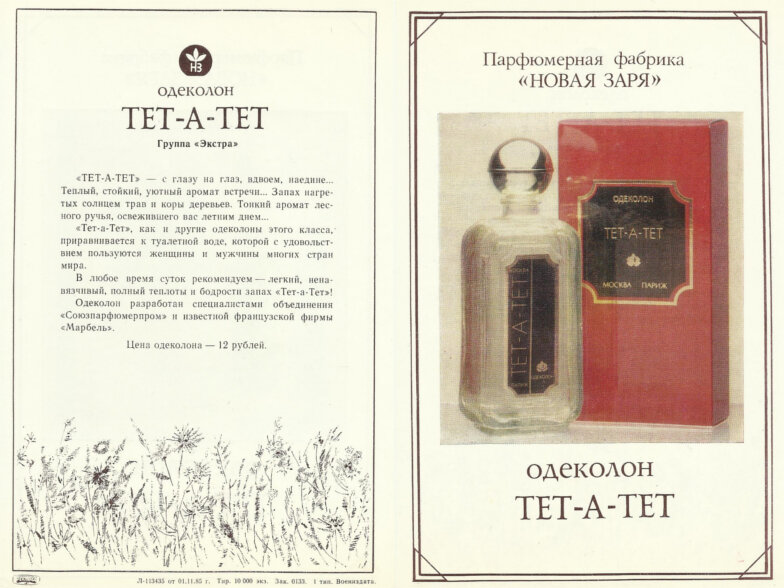 НЗ
одеколон
ТЕТ-А-ТЕТ
Группа «Экстра»
«ТЕТ-А-ТЕТ» — с глазу на глаз, вдвоем, наедине...
Теплый, стойкий, уютный аромат встречи... Запах нагре-
тых солнцем трав и коры деревьев. Тонкий аромат лес-
ного ручья, освежившего вас летним днем...
«Тет-а-Тет», как и другие одеколоны этого класса,
приравнивается к туалетной воде, которой с удовольст-
вием пользуются женщины и мужчины многих стран
мира.
В любое время суток рекомендуем — легкий, нена-
вязчивый, полный теплоты и бодрости запах «Тет-а-Тет»!
Одеколон разработан специалистами объединения
«Союзпарфюмерпром» и известной французской фирмы
«Марбель».
Цена одеколона — 12 рублей.
Л-113435 от 01.11.85 г. Тир. 10 000 экз. Зак. 0133. 1 тип. Воениздата.
Парфюмерная фабрика
«НОВАЯ ЗАРЯ»
ОДЕКОЛОН
ТЕТ-А-ТЕТ
МОСКВА ПАРИЖ
ТЕТ-А-ТЕТ
ОДЕКОЛОН
одеколон
ТЕТ-А-ТЕТ